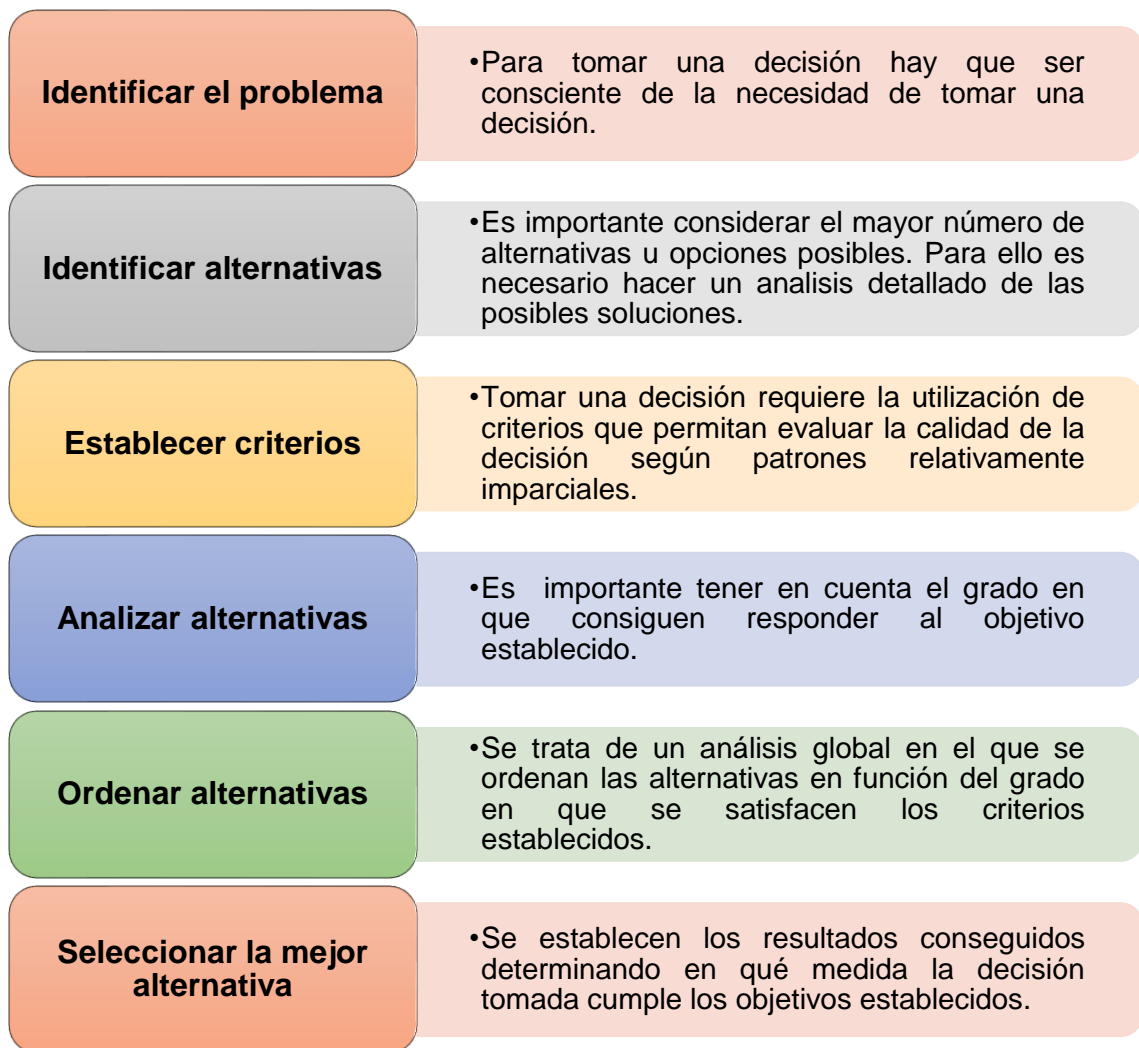 Identificar el problema
•Para tomar una decisión hay que ser
consciente de la necesidad de tomar una
decisión.
Identificar alternativas
•Es importante considerar el mayor número de
alternativas u opciones posibles. Para ello es
necesario hacer un analisis detallado de las
posibles soluciones.
Establecer criterios
•Tomar una decisión requiere la utilización de
criterios que permitan evaluar la calidad de la
decisión según patrones relativamente
imparciales.
Analizar alternativas
•Es importante tener en cuenta el grado en
que consiguen responder al objetivo
establecido.
Ordenar alternativas
•Se trata de un análisis global en el que se
ordenan las alternativas en función del grado
en que se satisfacen los criterios
establecidos.
Seleccionar la mejor
alternativa
•Se establecen los resultados conseguidos
determinando en qué medida la decisión
tomada cumple los objetivos establecidos.